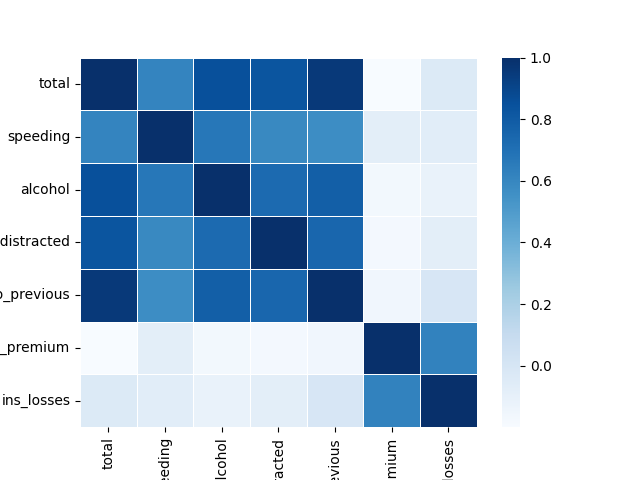 total
speeding
alcohol
distracted
o_previous
_premium
ins_losses
total
eeding
lcohol
racted
evious
mium
losses
1.0
0.8
0.6
0.4
0.2
0.0